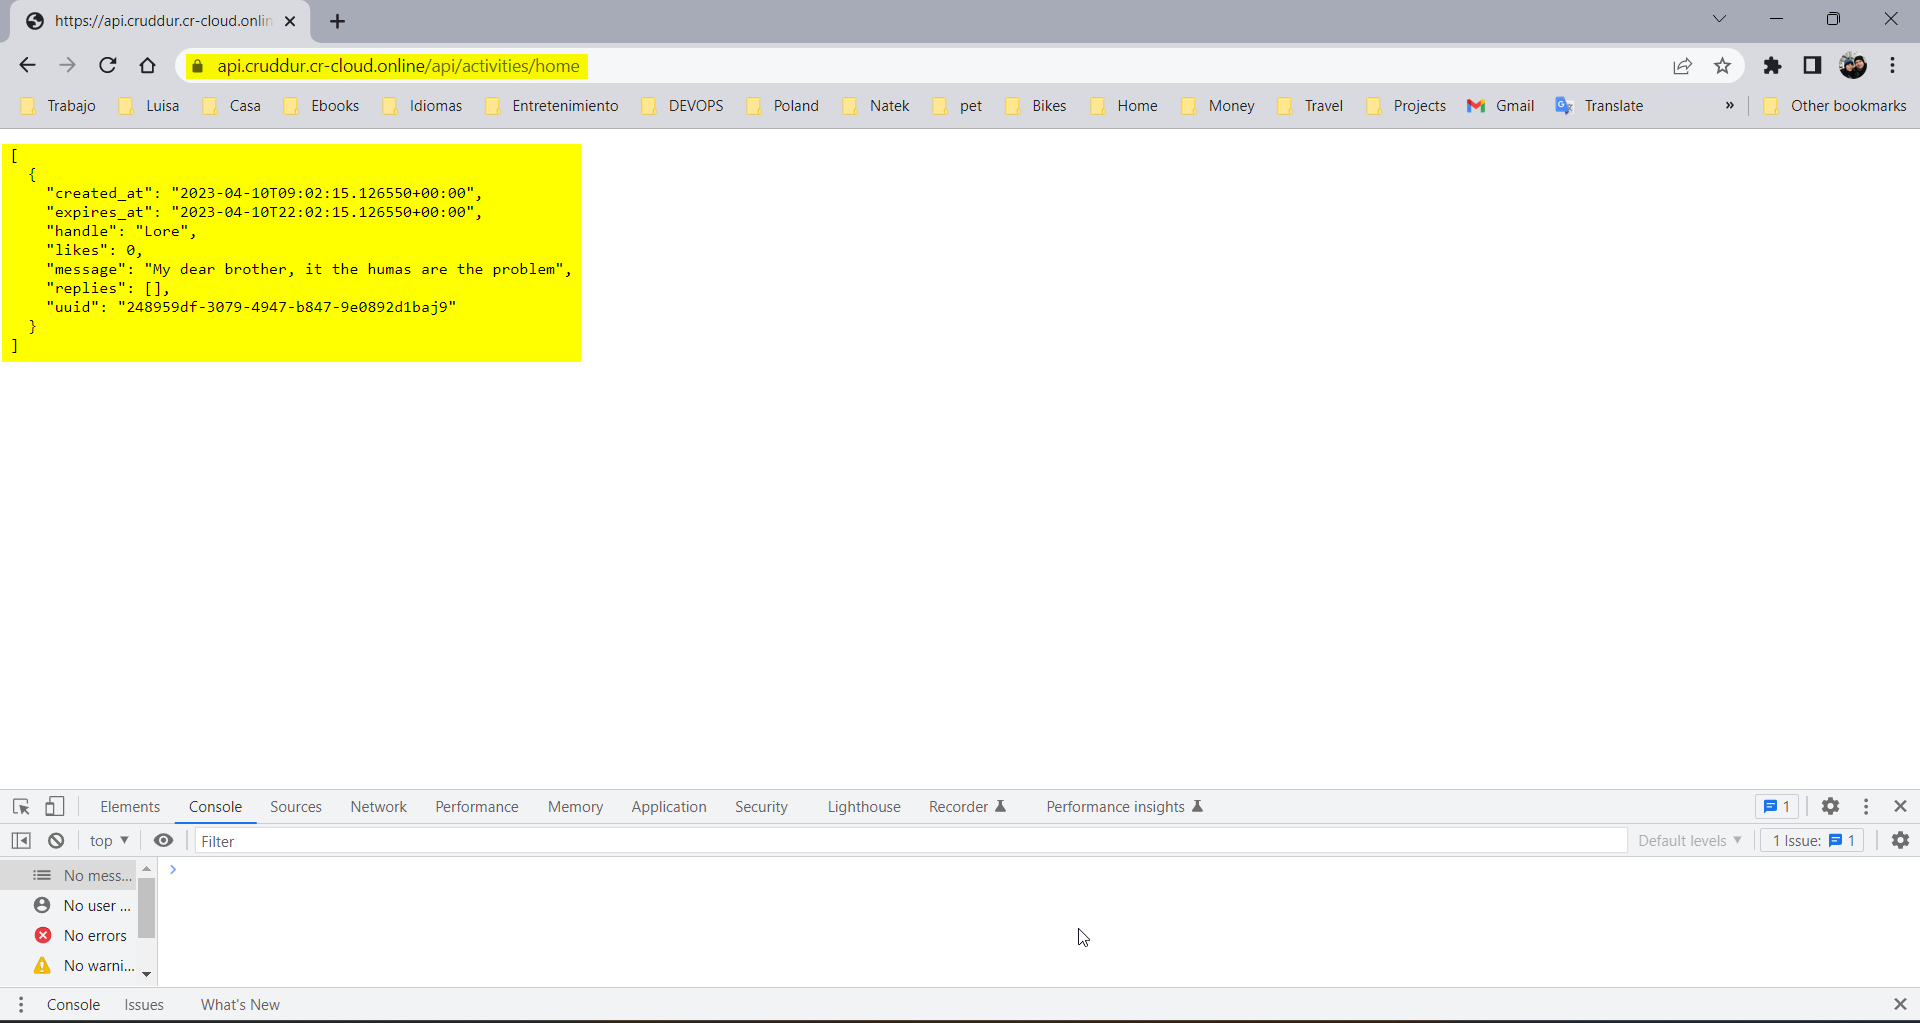 https://api.cruddur.cr-cloud.onlin
api.cruddur.cr-cloud.online/api/activities/home
Trabajo Luisa Casa Ebooks Idiomas Entretenimiento DEVOPS Poland Natek pet Bikes Home Money Travel Projects Gmail Translate » Other bookmarks
[
{
"created_at": "2023-04-10T09:02:15.126550+00:00",
"expires_at": "2023-04-10T22:02:15.126550+00:00",
"handle": "Lore",
"likes": 0,
"message": "My dear brother, it the humas are the problem",
"replies": [],
"uuid": "248959df-3079-4947-b847-9e0892d1baj9"
}
]
Elements Console Sources Network Performance Memory Application Security Lighthouse Recorder Performance insights 1
top Filter Default levels 1 Issue: 1
No mess...
No user ...
No errors
No warni...
Console Issues What's New